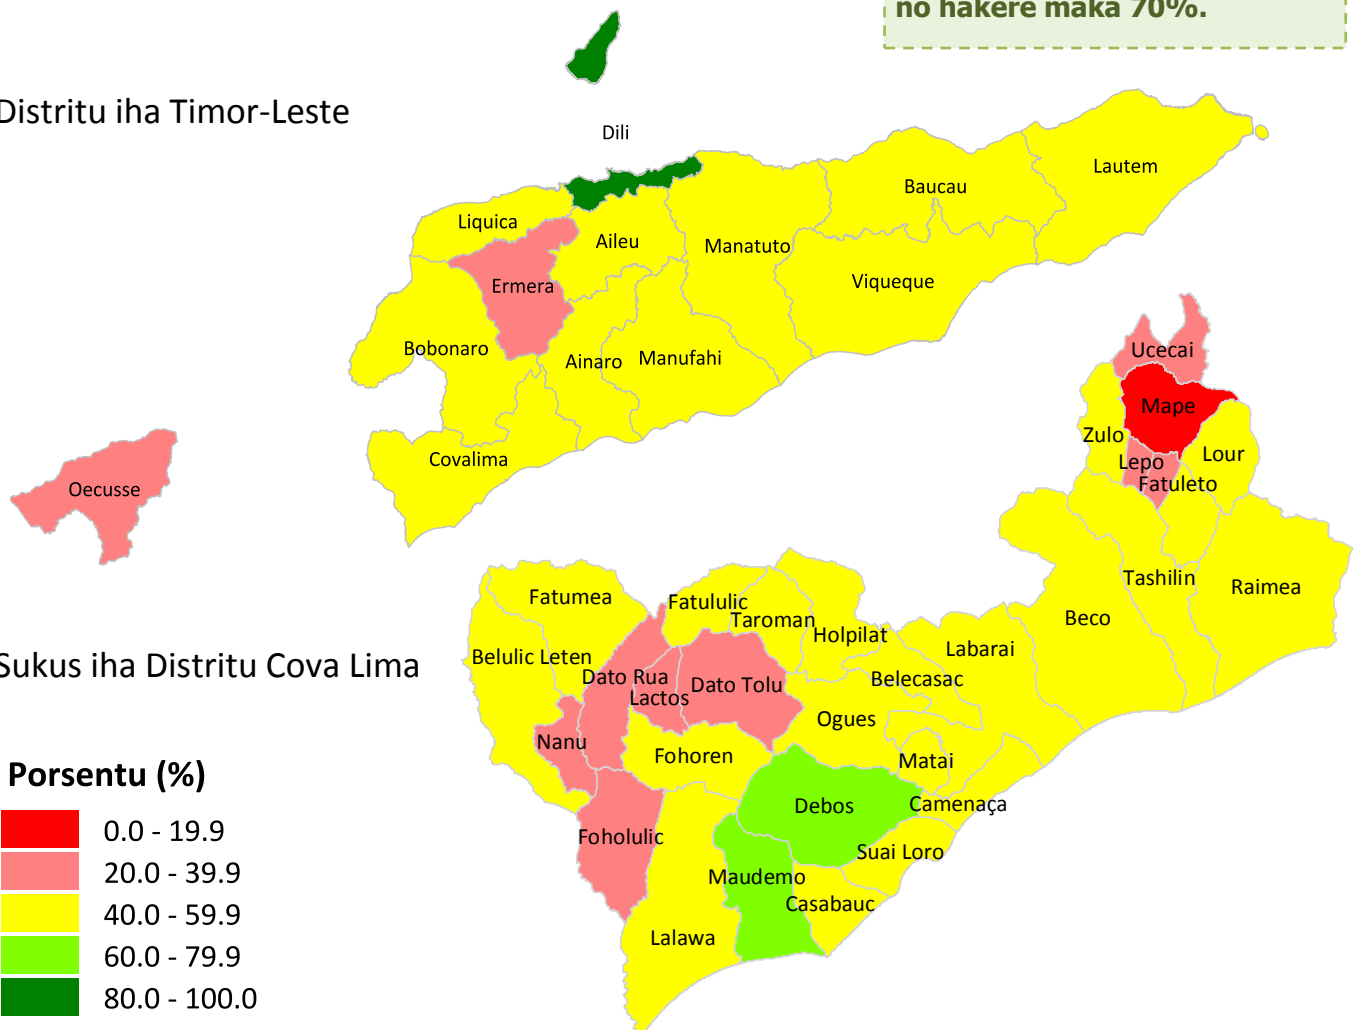 no hakere maka 70%.
Distritu iha Timor-Leste
Dili
Lautem
Baucau
Liquica
Aileu
Manatuto
Viqueque
Ermera
Bobonaro
Ainaro
Manufahi
Covalima
Oecusse
Ucecai
Mape
Zulo
Lour
Lepo
Fatuleto
Tashilin
Raimea
Beco
Fatumea
Fatululic
Taroman
Holpilat
Labarai
Belulic Leten
Dato Rua
Lactos
Dato Tolu
Belecasac
Ogues
Nanu
Fohoren
Matai
Debos
Camenaça
Foholulic
Suai Loro
Maudemo
Casabauc
Lalawa
Sukus iha Distritu Cova Lima
Porsentu (%)
0.0 - 19.9
20.0 - 39.9
40.0 - 59.9
60.0 - 79.9
80.0 - 100.0